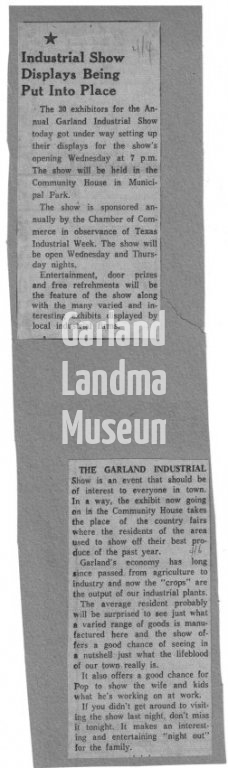 4/4
Industrial Show
Displays Being
Put Into Place
The 30 exhibitors for the An-
nual Garland Industrial Show
today got under way setting up
their displays for the show's
opening Wednesday at 7 p.m.
The show will be held in the
Community House in Munici-
pal Park.
The show is sponsored an-
nually by the Chamber of Com-
merce in observance of Texas
Industrial Week. The show will
be open Wednesday and Thurs-
day nights.
Entertainment, door prizes
and free refrehments will be
the feature of the show along
with the many varied and in-
teresting exhibits displayed by
local
Garland
Landma
Museun
THE GARLAND INDUSTRIAL
Show is an event that should be
of interest to everyone in town.
In a way, the exhibit now going
on in the Community House takes
the place of the country fairs
where the residents of the area
used to show off their best pro-
duce of the past year.
4/6
Garland's economy has long
since passed from agriculture to
industry and now the "crops" are
the output of our industrial plants.
The average resident probably
will be surprised to see just what
a varied range of goods is manu-
factured here and the show of-
fers a good chance of seeing in
a nutshell just what the lifeblood
of our town really is.
It also offers a good chance for
Pop to show the wife and kids
what he's working on at work.
If you didn't get around to visit-
ing the show last night, don't miss
it tonight. It makes an interest-
ing and entertaining "night out"
for the family.